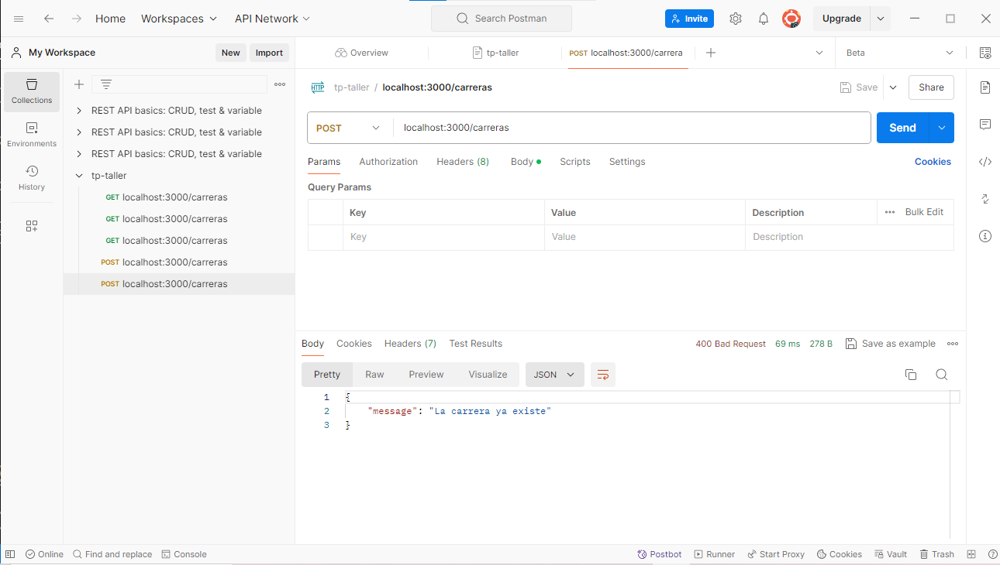 Home Workspaces API Network Search Postman Invite Upgrade
My Workspace New Import Overview tp-taller POST localhost:3000/carrera Beta
Collections
Environments
History
REST API basics: CRUD, test & variable
REST API basics: CRUD, test & variable
REST API basics: CRUD, test & variable
tp-taller
GET localhost:3000/carreras
GET localhost:3000/carreras
GET localhost:3000/carreras
POST localhost:3000/carreras
POST localhost:3000/carreras
HTTP tp-taller / localhost:3000/carreras Save Share
POST localhost:3000/carreras Send
Params Authorization Headers (8) Body Scripts Settings Cookies
Query Params
Key Value Description Bulk Edit
Key Value Description
Body Cookies Headers (7) Test Results 400 Bad Request 69 ms 278 B Save as example
Pretty Raw Preview Visualize JSON
1 {
2 "message": "La carrera ya existe"
3 }
Online Find and replace Console Postbot Runner Start Proxy Cookies Vault Trash